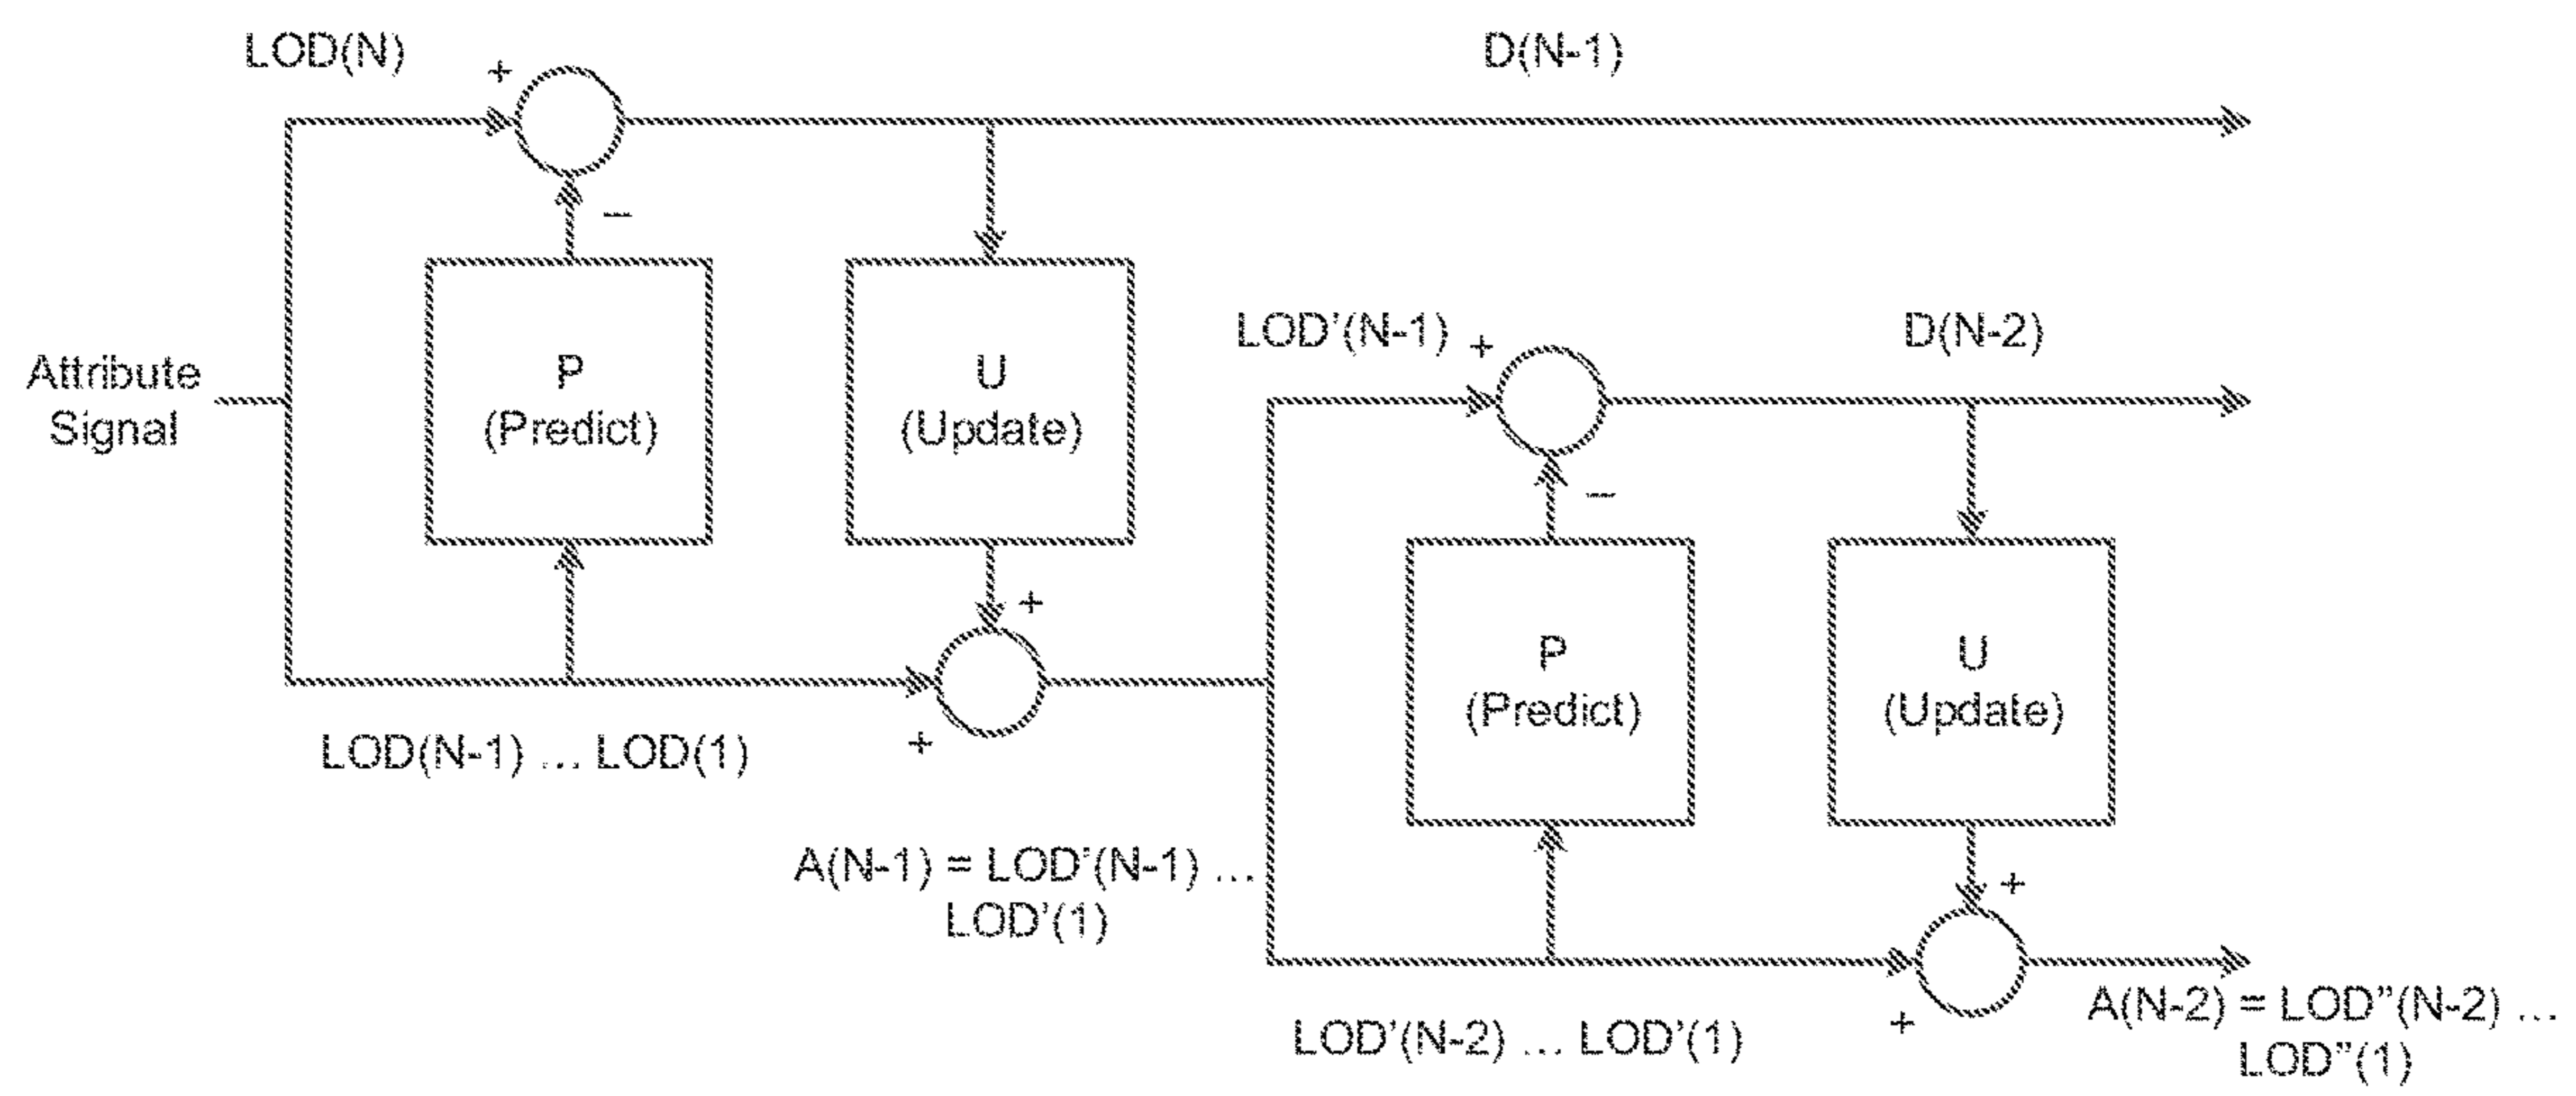 LOD(N)
D(N-1)
+
−
Attribute
Signal
P
(Predict)
U
(Update)
LOD'(N-1)
+
D(N-2)
−
+
LOD(N-1) ... LOD(1)
+
P
(Predict)
U
(Update)
A(N-1) = LOD'(N-1) ...
LOD'(1)
+
LOD'(N-2) ... LOD'(1)
+
A(N-2) = LOD"(N-2) ...
LOD"(1)